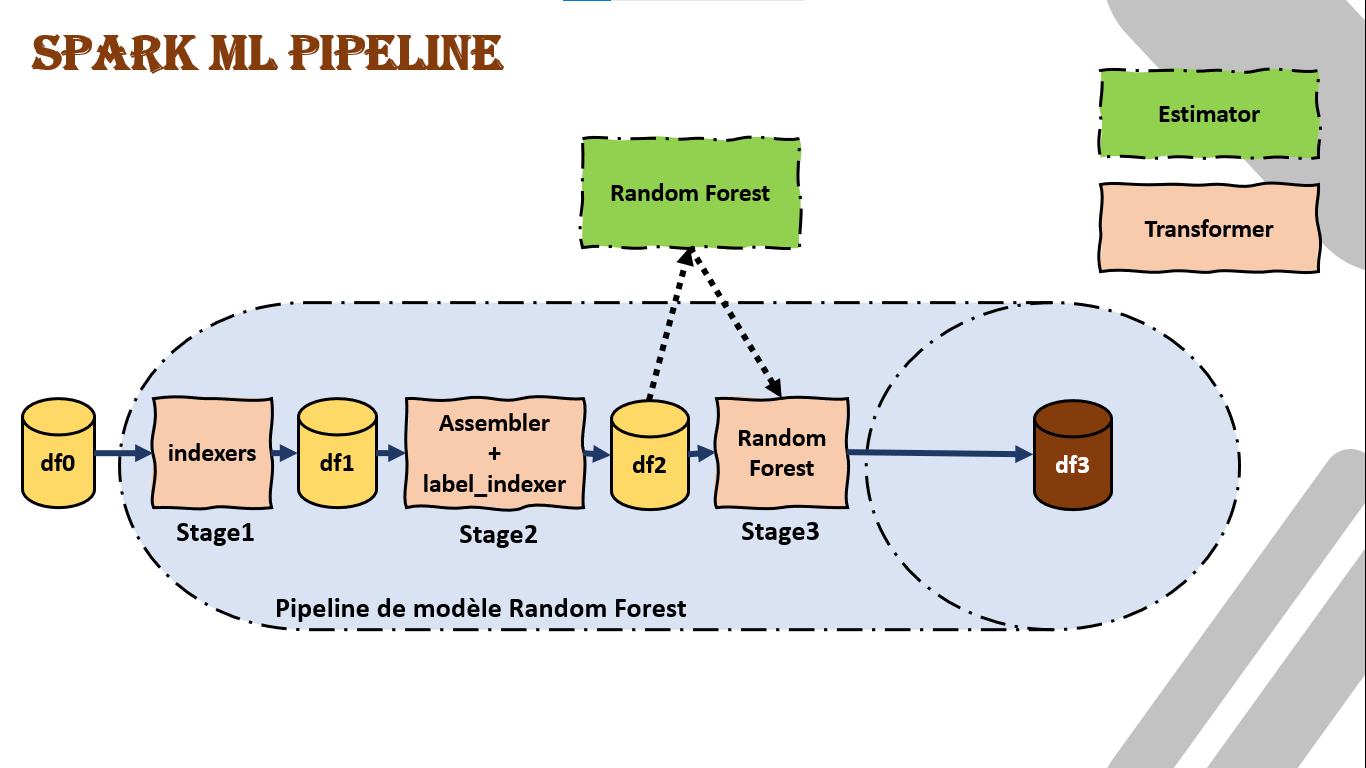 SPARK ML PIPELINE
Estimator
Transformer
Random Forest
df0
indexers
df1
Assembler
+
label_indexer
df2
Random
Forest
df3
Stage1
Stage2
Stage3
Pipeline de modèle Random Forest